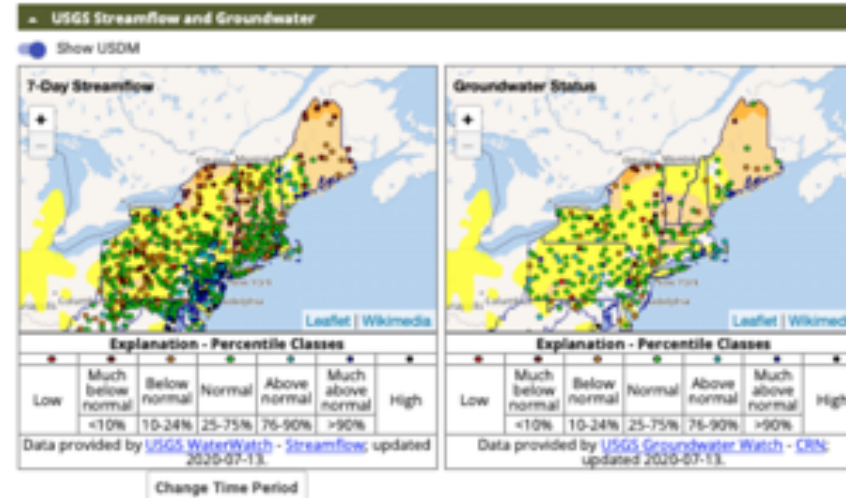 USGS Streamflow and Groundwater
Show USDM
7-Day Streamflow
+
−
Leaflet | Wikimedia
Explanation - Percentile Classes
Low Much below normal Below normal Normal Above normal Much above normal High
<10% 10-24% 25-75% 76-90% >90%
Data provided by USGS WaterWatch - Streamflow; updated
2020-07-13.
Groundwater Status
+
−
Leaflet | Wikimed
Explanation - Percentile Classes
Low Much below normal Below normal Normal Above normal Much above normal High
<10% 10-24% 25-75% 76-90% >90%
Data provided by USGS Groundwater Watch - CRN;
updated 2020-07-13.
Change Time Period